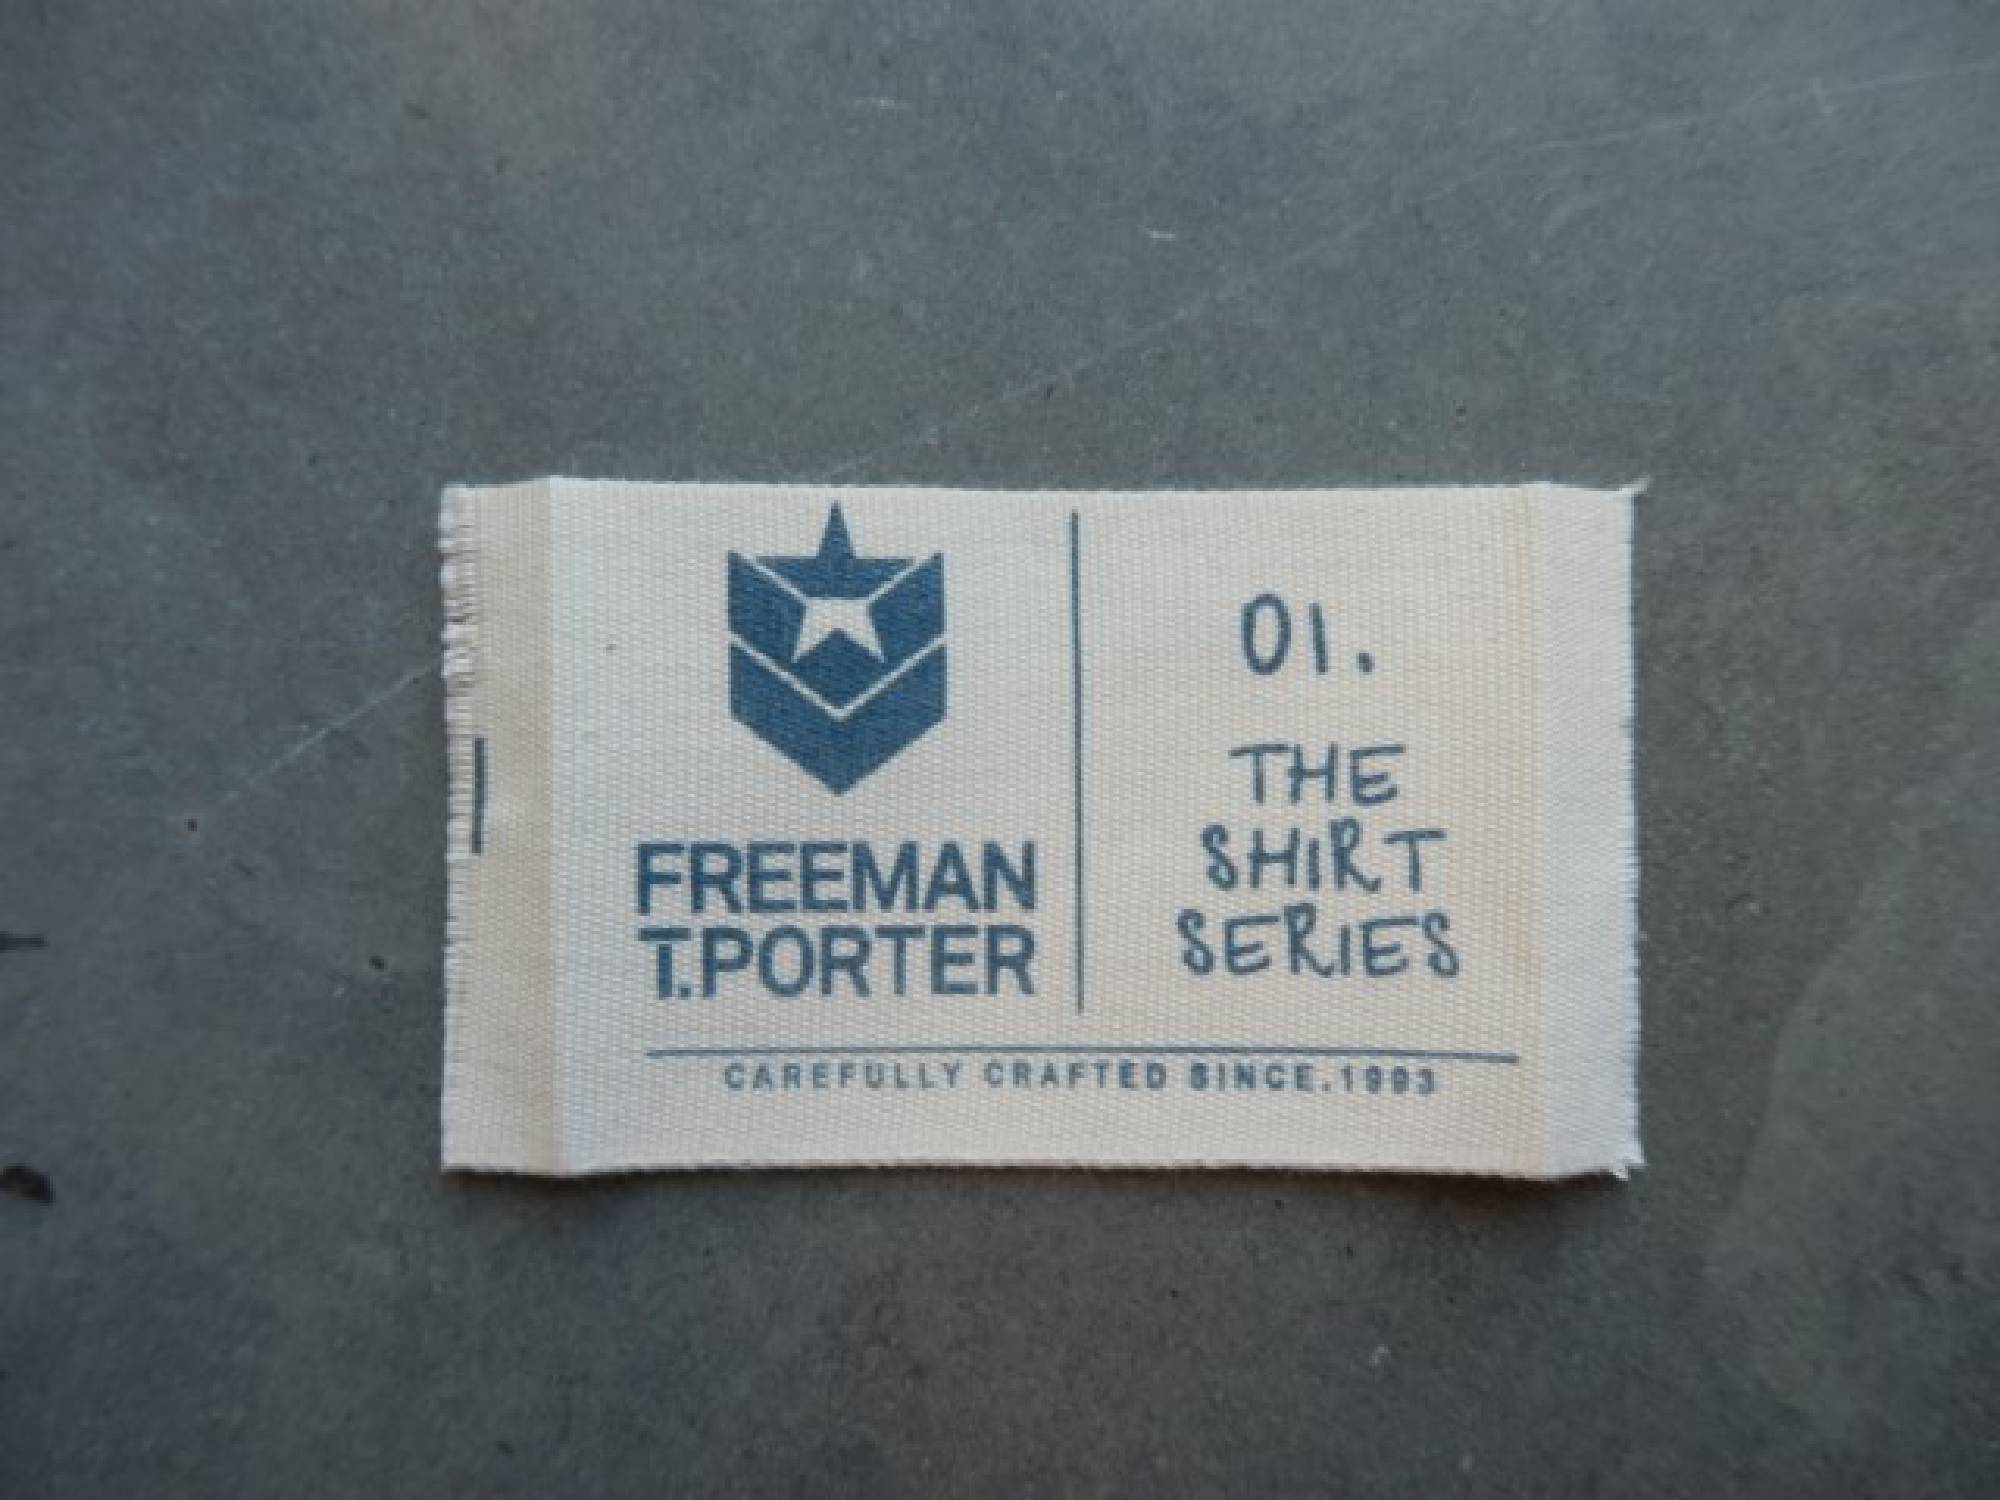 FREEMAN
T.PORTER
01.
THE
SHIRT
SERIES
CAREFULLY CRAFTED SINCE.1993